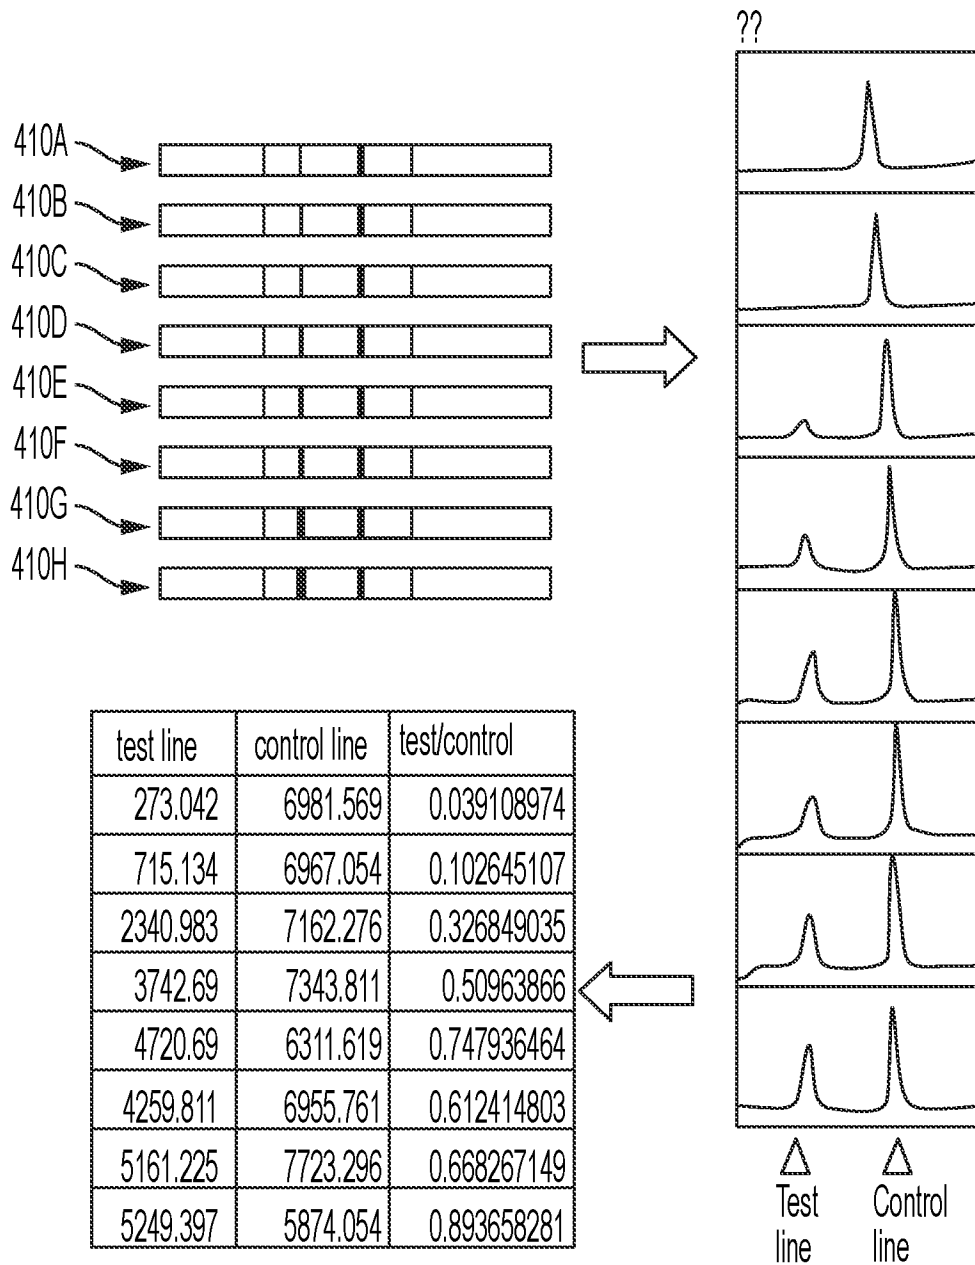 ??
410A
410B
410C
410D
410E
410F
410G
410H
test line control line test/control
273.042 6981.569 0.039108974
715.134 6967.054 0.102645107
2340.983 7162.276 0.326849035
3742.69 7343.811 0.50963866
4720.69 6311.619 0.747936464
4259.811 6955.761 0.612414803
5161.225 7723.296 0.668267149
5249.397 5874.054 0.893658281
Test line
Control line